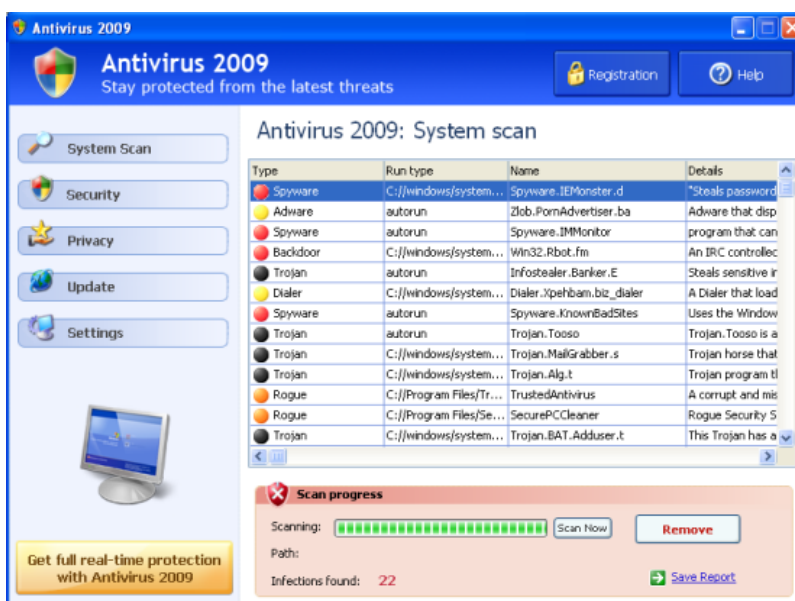 Antivirus 2009
Antivirus 2009
Stay protected from the latest threats
Registration
Help
System Scan
Security
Privacy
Update
Settings
Get full real-time protection
with Antivirus 2009
Antivirus 2009: System scan
Type Run type Name Details
Spyware C://windows/system... Spyware.IEMonster.d "Steals password
Adware autorun Zlob.PornAdvertiser.ba Adware that disp
Spyware autorun Spyware.IMMonitor program that can
Backdoor C://windows/system... Win32.Rbot.fm An IRC controllec
Trojan autorun Infostealer.Banker.E Steals sensitive ir
Dialer C://windows/system... Dialer.Xpehbam.biz_dialer A Dialer that load
Spyware autorun Spyware.KnownBadSites Uses the Window
Trojan autorun Trojan.Tooso Trojan.Tooso is a
Trojan C://windows/system... Trojan.MailGrabber.s Trojan horse that
Trojan C://windows/system... Trojan.Alg.t Trojan program tl
Rogue C://Program Files/Tr... TrustedAntivirus A corrupt and mis
Rogue C://Program Files/Se... SecurePCCleaner Rogue Security S
Trojan C://windows/system... Trojan.BAT.Adduser.t This Trojan has a
Scan progress
Scanning: Scan Now
Remove
Path:
Infections found: 22
Save Report